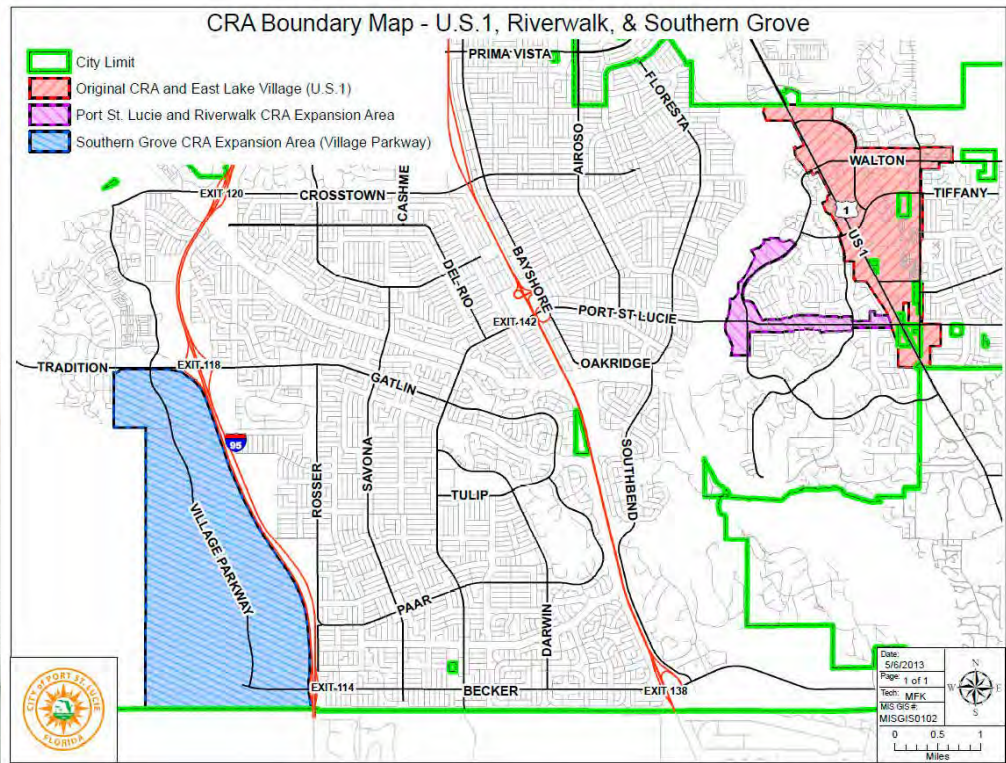 CRA Boundary Map - U.S.1, Riverwalk, & Southern Grove
City Limit
Original CRA and East Lake Village (U.S.1)
Port St. Lucie and Riverwalk CRA Expansion Area
Southern Grove CRA Expansion Area (Village Parkway)
PRIMA VISTA
FLORESTA
AIROSO
WALTON
TIFFANY
1
US 1
EXIT 120
CROSSTOWN
CASHME
DEL-RIO
BAYSHORE
EXIT 142
PORT ST LUCIE
OAKRIDGE
TRADITION
EXIT 118
GATLIN
95
ROSSER
SAVONA
TULIP
SOUTHBEND
VILLAGE PARKWAY
PAAR
DARWIN
EXIT 114
BECKER
EXIT 138
CITY of PORT ST. LUCIE
FLORIDA
Date:
5/6/2013
Page: 1 of 1
Tech: MFK
MIS GIS #:
MISGIS0102
N
W E
S
0 0.5 1
Miles